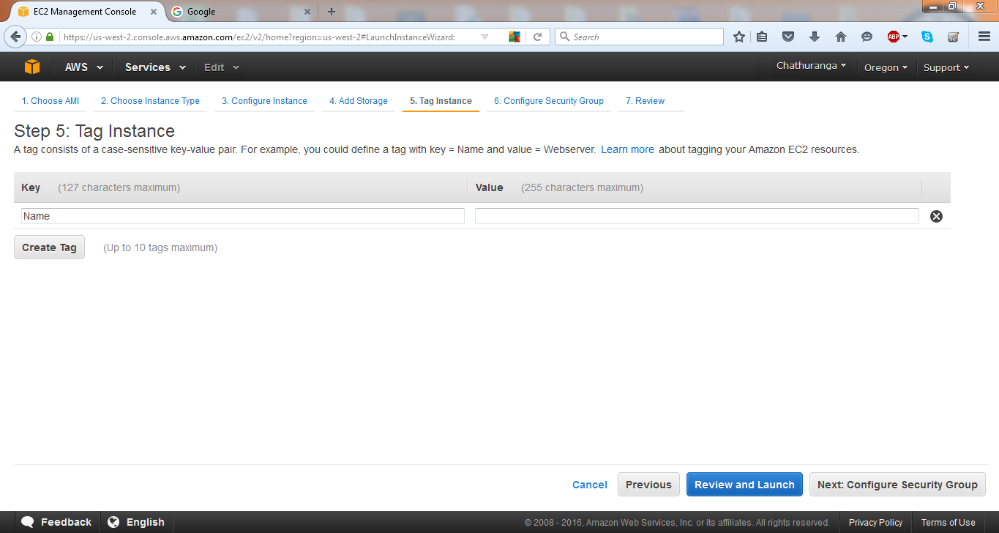 EC2 Management Console
Google
https://us-west-2.console.aws.amazon.com/ec2/v2/home?region=us-west-2#LaunchInstanceWizard:
Search
ABP
AWS Services Edit Chathuranga Oregon Support
1. Choose AMI 2. Choose Instance Type 3. Configure Instance 4. Add Storage 5. Tag Instance 6. Configure Security Group 7. Review
Step 5: Tag Instance
A tag consists of a case-sensitive key-value pair. For example, you could define a tag with key = Name and value = Webserver. Learn more about tagging your Amazon EC2 resources.
Key (127 characters maximum) Value (255 characters maximum)
Name
Create Tag (Up to 10 tags maximum)
Cancel Previous Review and Launch Next: Configure Security Group
Feedback English © 2008 - 2016, Amazon Web Services, Inc. or its affiliates. All rights reserved. Privacy Policy Terms of Use